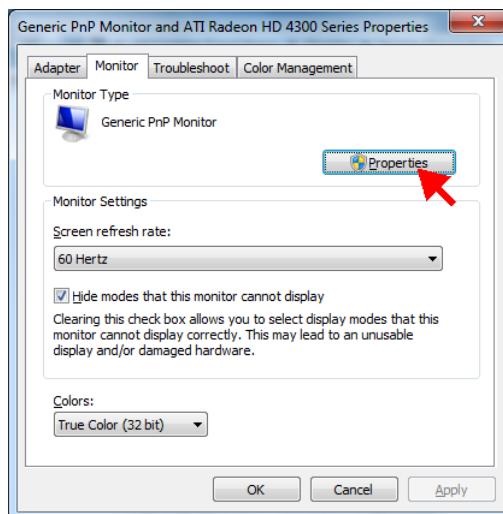 Generic PnP Monitor and ATI Radeon HD 4300 Series Properties
Adapter Monitor Troubleshoot Color Management
Monitor Type
Generic PnP Monitor
Properties
Monitor Settings
Screen refresh rate:
60 Hertz
Hide modes that this monitor cannot display
Clearing this check box allows you to select display modes that this
monitor cannot display correctly. This may lead to an unusable
display and/or damaged hardware.
Colors:
True Color (32 bit)
OK Cancel Apply